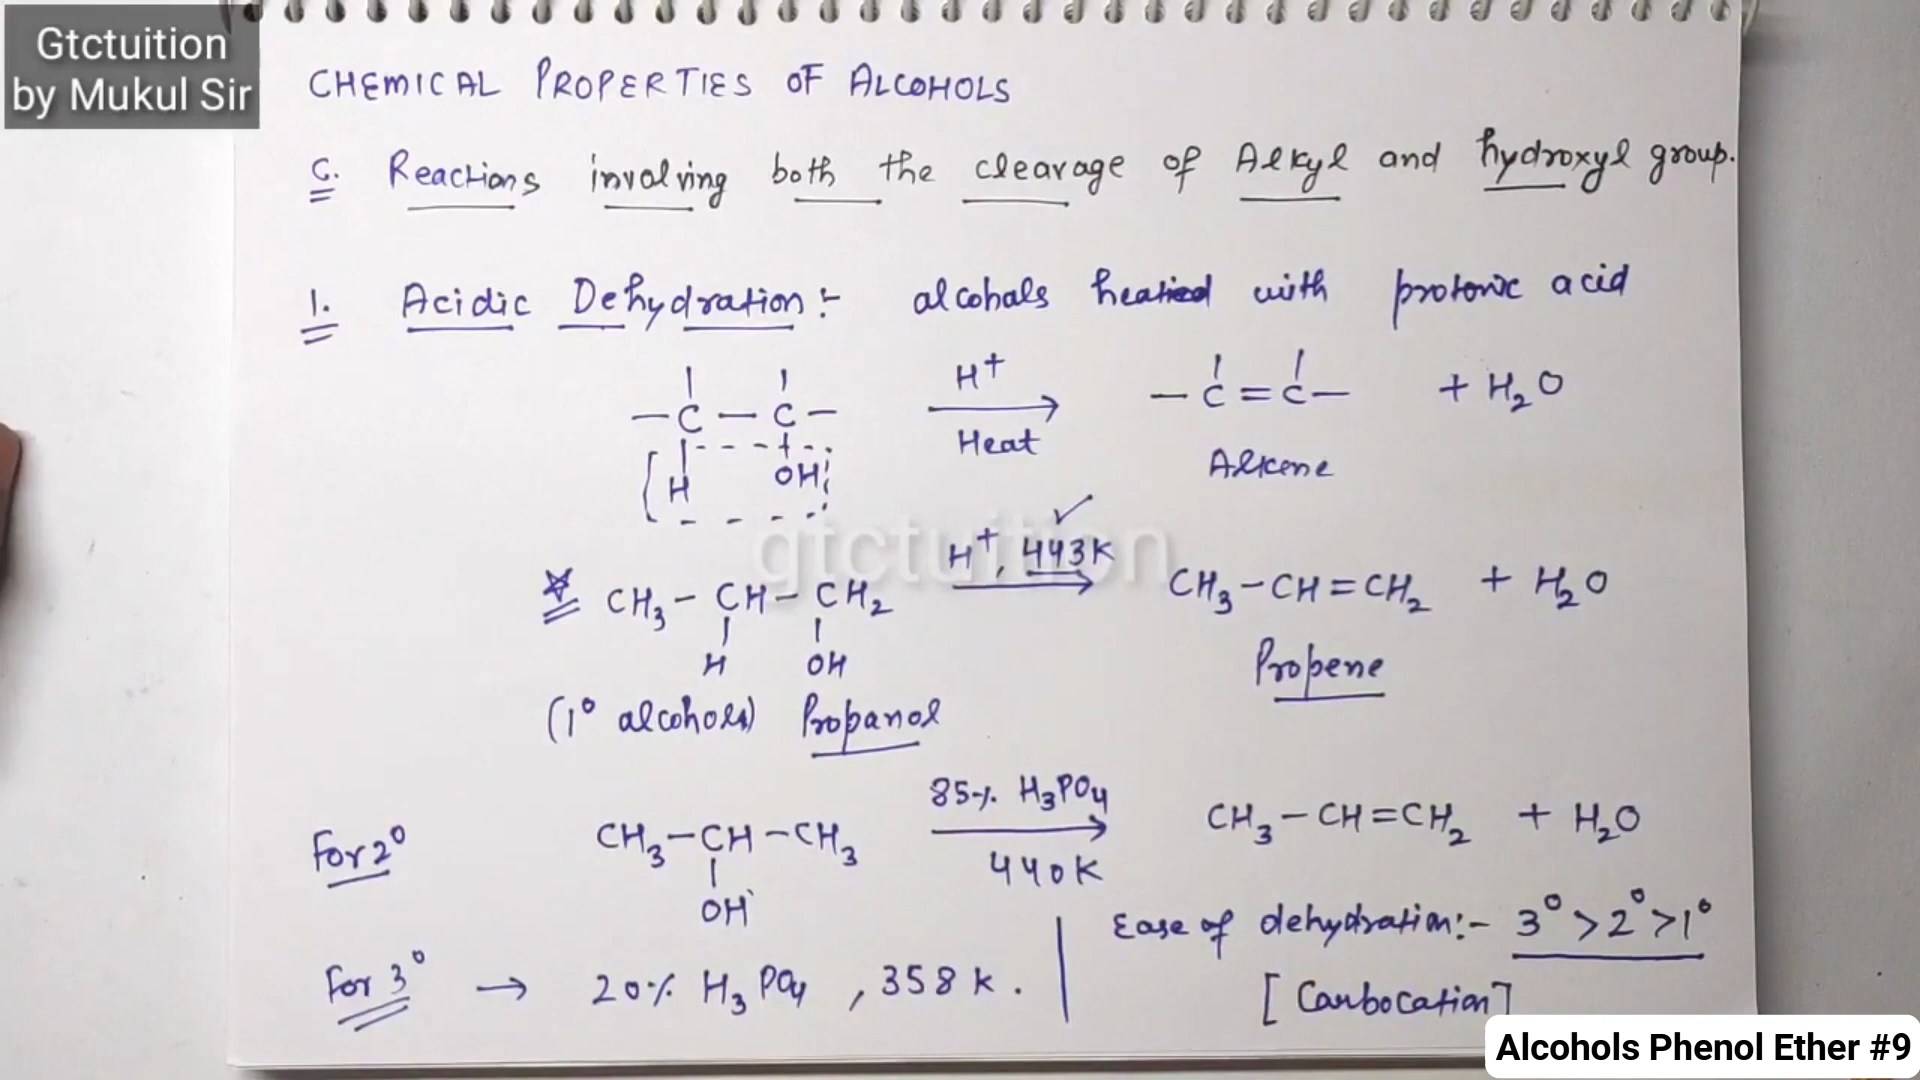 Gtctuition
by Mukul Sir
CHEMICAL PROPERTIES OF ALCOHOLS
C. Reactions involving both the cleavage of Alkyl and hydroxyl group.
1. Acidic Dehydration:- alcohols heated with protonic acid
H+
Heat
-C-C-
H OH
-C=C- + H2O
Alkene
gtctuition
H+, 443K
CH3-CH-CH2
H OH
CH3-CH=CH2 + H2O
(1° alcohols) Propanol
Propene
For 2°
CH3-CH-CH3
OH
85% H3PO4
440K
CH3-CH=CH2 + H2O
For 3° → 20% H3PO4, 358 K.
Ease of dehydration:- 3°>2°>1°
[Carbocation]
Alcohols Phenol Ether #9